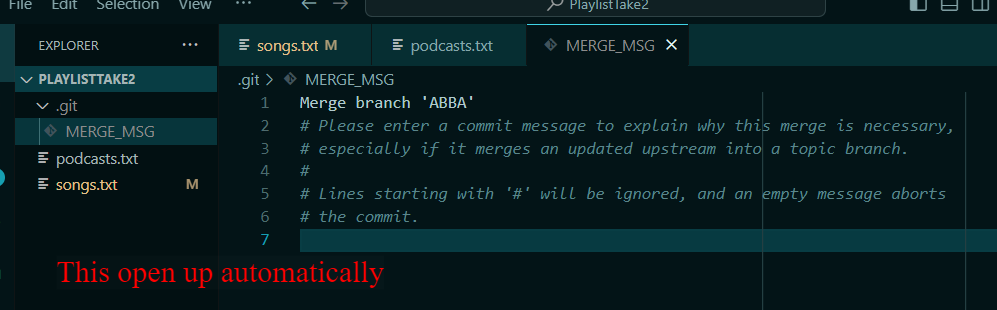 File Edit Selection View ... PlaylistTake2
EXPLORER ...
songs.txt M podcasts.txt MERGE_MSG
PLAYLISTTAKE2
.git
MERGE_MSG
podcasts.txt
songs.txt M
.git > MERGE_MSG
1 Merge branch 'ABBA'
2 # Please enter a commit message to explain why this merge is necessary,
3 # especially if it merges an updated upstream into a topic branch.
4 #
5 # Lines starting with '#' will be ignored, and an empty message aborts
6 # the commit.
7
This open up automatically